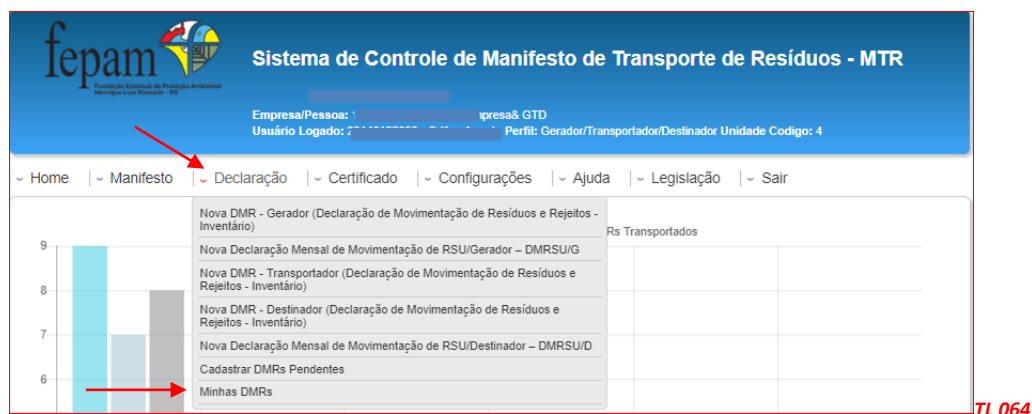 fepam
Fundação Estadual de Proteção Ambiental
Henrique Luis Roessler - RS
Sistema de Controle de Manifesto de Transporte de Resíduos - MTR
Empresa/Pessoa: GTD
Usuário Logado: Perfil: Gerador/Transportador/Destinador Unidade Codigo: 4
Home Manifesto Declaração Certificado Configurações Ajuda Legislação Sair
Nova DMR - Gerador (Declaração de Movimentação de Resíduos e Rejeitos -
Inventário)
Rs Transportados
Nova Declaração Mensal de Movimentação de RSU/Gerador – DMRSU/G
Nova DMR - Transportador (Declaração de Movimentação de Resíduos e
Rejeitos - Inventário)
Nova DMR - Destinador (Declaração de Movimentação de Resíduos e
Rejeitos - Inventário)
Nova Declaração Mensal de Movimentação de RSU/Destinador – DMRSU/D
Cadastrar DMRs Pendentes
Minhas DMRs
9
8
7
6
TL 064